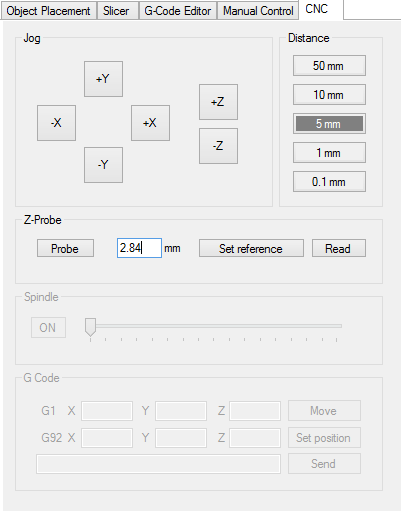 Object Placement Slicer G-Code Editor Manual Control CNC
Jog
+Y
-X +X
-Y
+Z
-Z
Distance
50 mm
10 mm
5 mm
1 mm
0.1 mm
Z-Probe
Probe 2.84 mm Set reference Read
Spindle
ON
G Code
G1 X Y Z Move
G92 X Y Z Set position
Send